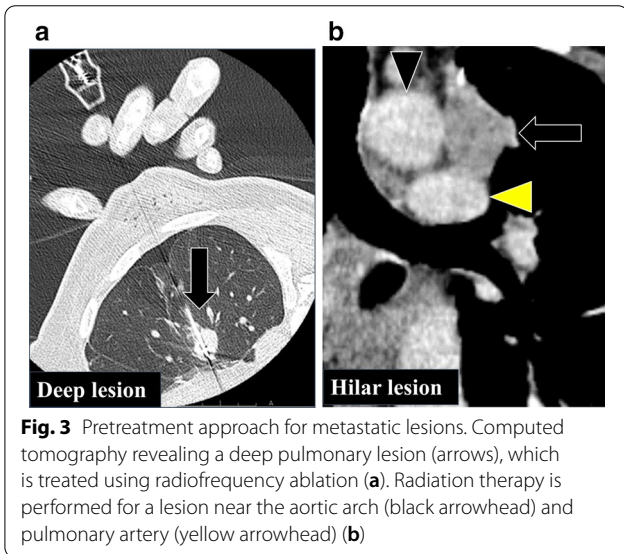 a
b
Deep lesion
Hilar lesion
Fig. 3 Pretreatment approach for metastatic lesions. Computed
tomography revealing a deep pulmonary lesion (arrows), which
is treated using radiofrequency ablation (a). Radiation therapy is
performed for a lesion near the aortic arch (black arrowhead) and
pulmonary artery (yellow arrowhead) (b)